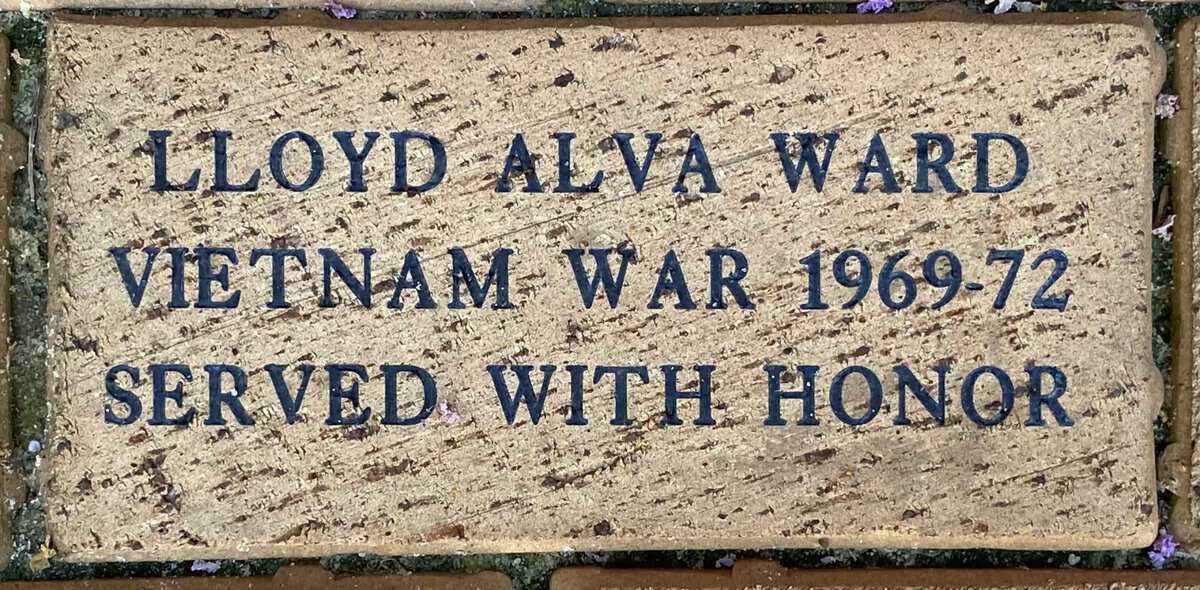 LLOYD ALVA WARD
VIETNAM WAR 1969-72
SERVED WITH HONOR